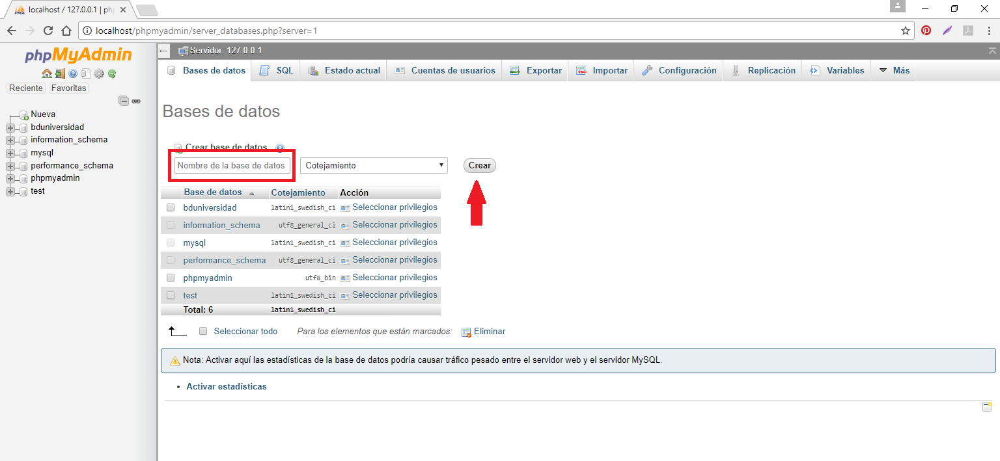 localhost / 127.0.0.1 | ph
localhost/phpmyadmin/server_databases.php?server=1
phpMyAdmin
Reciente Favoritas
Nueva
bduniversidad
information_schema
mysql
performance_schema
phpmyadmin
test
Servidor: 127.0.0.1
Bases de datos SQL Estado actual Cuentas de usuarios Exportar Importar Configuración Replicación Variables Más
Bases de datos
Crear base de datos
Nombre de la base de datos Cotejamiento Crear
Base de datos Cotejamiento Acción
bduniversidad latin1_swedish_ci Seleccionar privilegios
information_schema utf8_general_ci Seleccionar privilegios
mysql latin1_swedish_ci Seleccionar privilegios
performance_schema utf8_general_ci Seleccionar privilegios
phpmyadmin utf8_bin Seleccionar privilegios
test latin1_swedish_ci Seleccionar privilegios
Total: 6 latin1_swedish_ci
Seleccionar todo Para los elementos que están marcados: Eliminar
Nota: Activar aquí las estadísticas de la base de datos podría causar tráfico pesado entre el servidor web y el servidor MySQL.
• Activar estadísticas